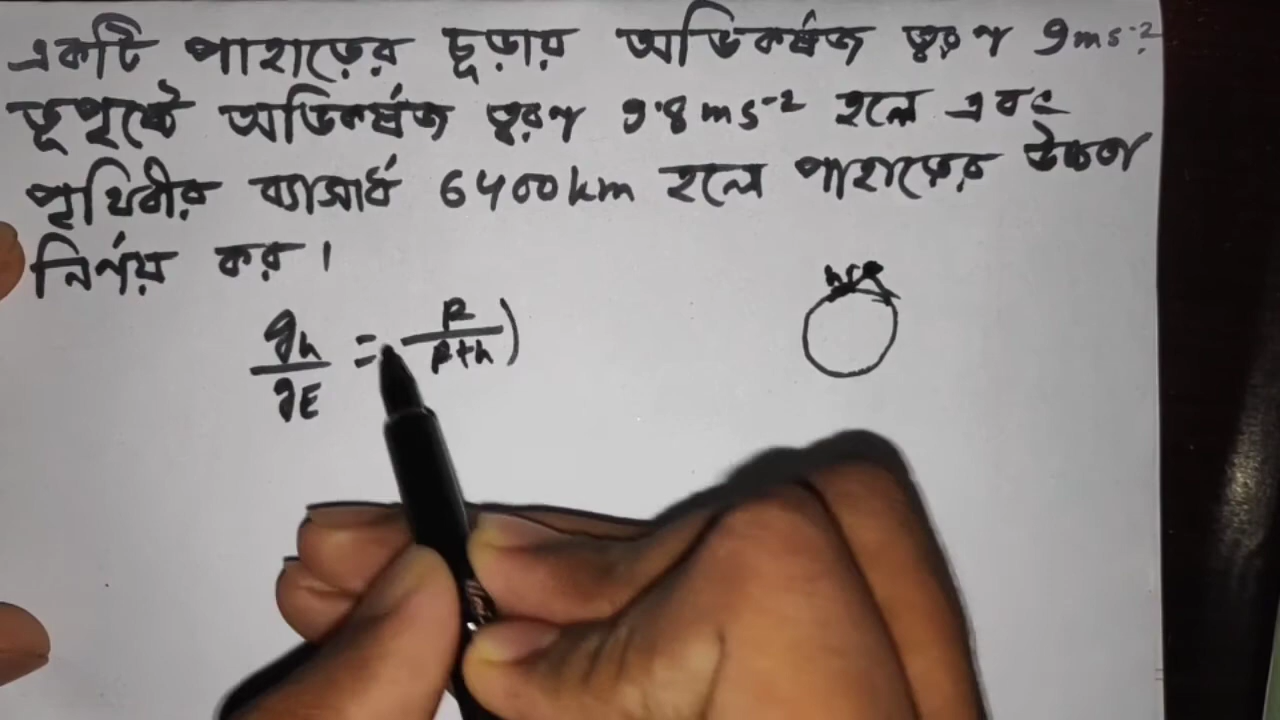 একটি পাহাড়ের চূড়ায় অভিকর্ষজ ত্বরণ 9ms⁻².
ভূপৃষ্টে অভিকর্ষজ ত্বরণ 9.8ms⁻² হলে এবং
পৃথিবীর ব্যাসার্ধ 6400km হলে পাহাড়ের উচ্চতা
নির্ণয় কর।
h
gh/gE = R/R+h)